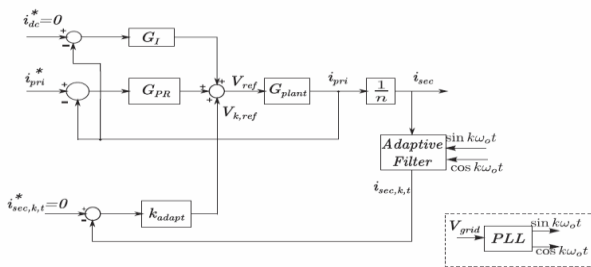 i*dc=0
G_I
i*pri
G_PR
V_ref
G_plant
i_pri
1/n
i_sec
V_k,ref
Adaptive
Filter
sin kω_o t
cos kω_o t
i*sec,k,t=0
k_adapt
i_sec,k,t
V_grid
PLL
sin kω_o t
cos kω_o t